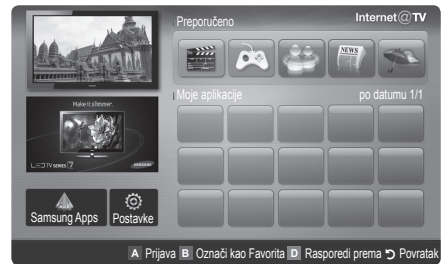 Preporučeno
Internet@TV
NEWS
Moje aplikacije
po datumu 1/1
Make it slimmer.
LED TV SERIES 7
SAMSUNG
Samsung Apps
Postavke
A Prijava B Označi kao Favorita D Rasporedi prema Povratak